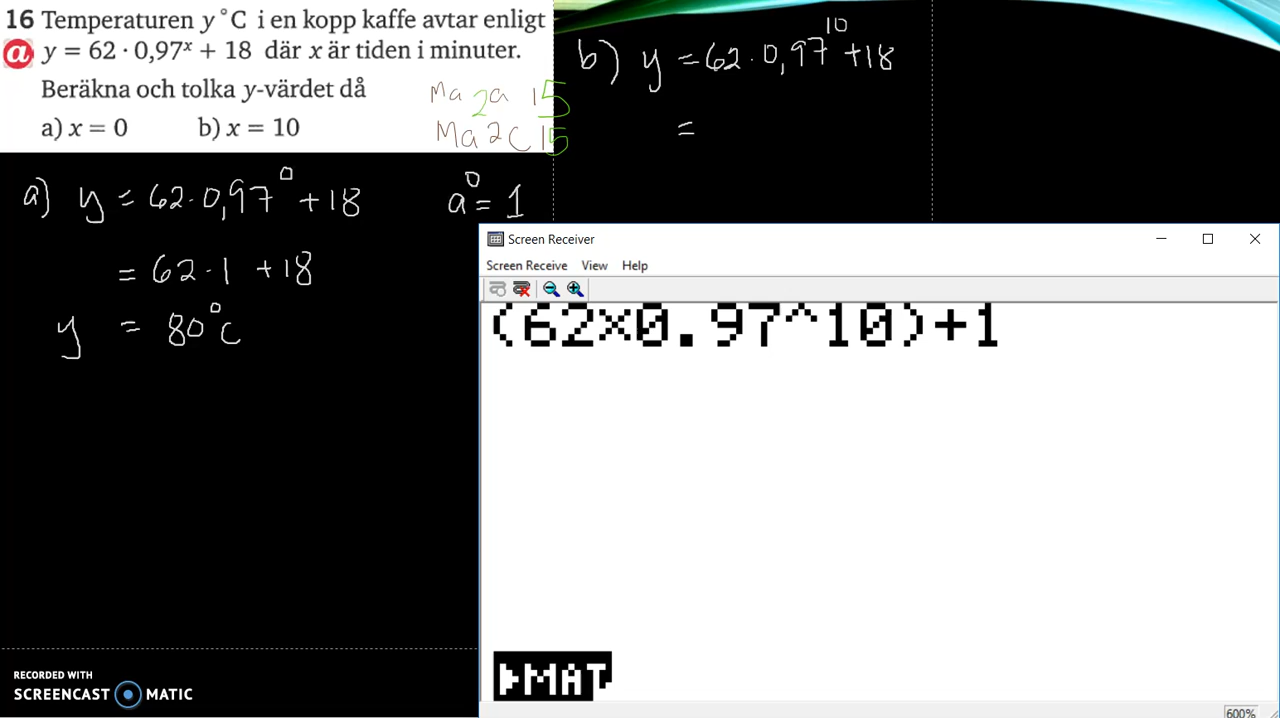 16 Temperaturen y °C i en kopp kaffe avtar enligt
a y = 62 · 0,97^x + 18 där x är tiden i minuter.
Beräkna och tolka y-värdet då
a) x = 0 b) x = 10
Ma 2a 15
Ma 2c 15
a) y = 62 · 0,97^0 + 18 a^0 = 1
= 62 · 1 + 18
y = 80°C
b) y = 62 · 0,97^10 + 18
=
Screen Receiver
Screen Receive View Help
(62×0.97^10)+1
▶MAT
600%
RECORDED WITH
SCREENCAST MATIC